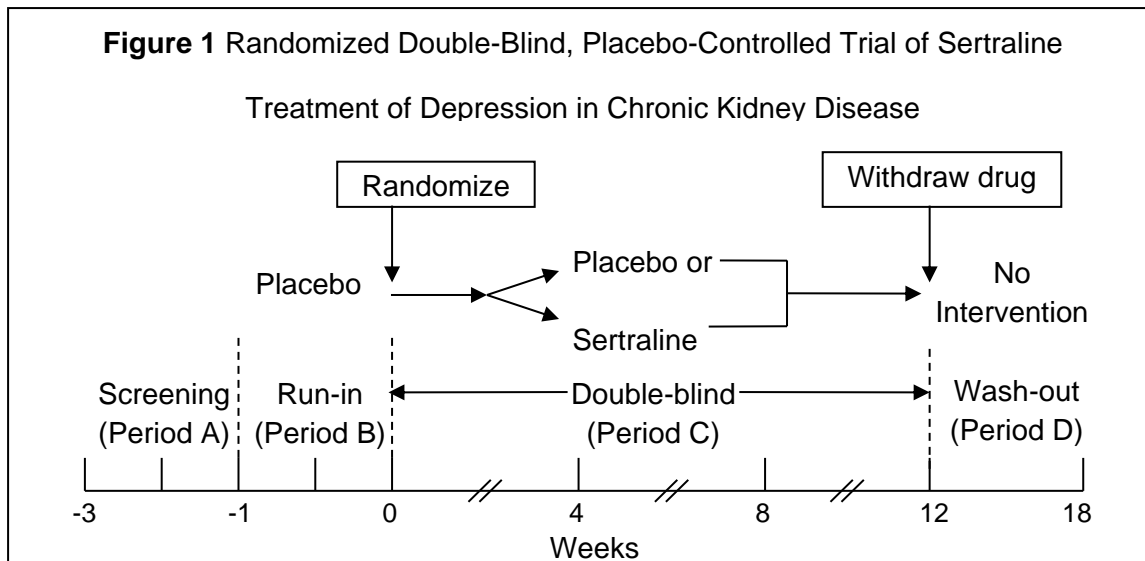 Figure 1 Randomized Double-Blind, Placebo-Controlled Trial of Sertraline
Treatment of Depression in Chronic Kidney Disease
Randomize
Withdraw drug
Placebo
Placebo or
Sertraline
No
Intervention
Screening
(Period A)
Run-in
(Period B)
Double-blind
(Period C)
Wash-out
(Period D)
-3 -1 0 4 8 12 18
Weeks